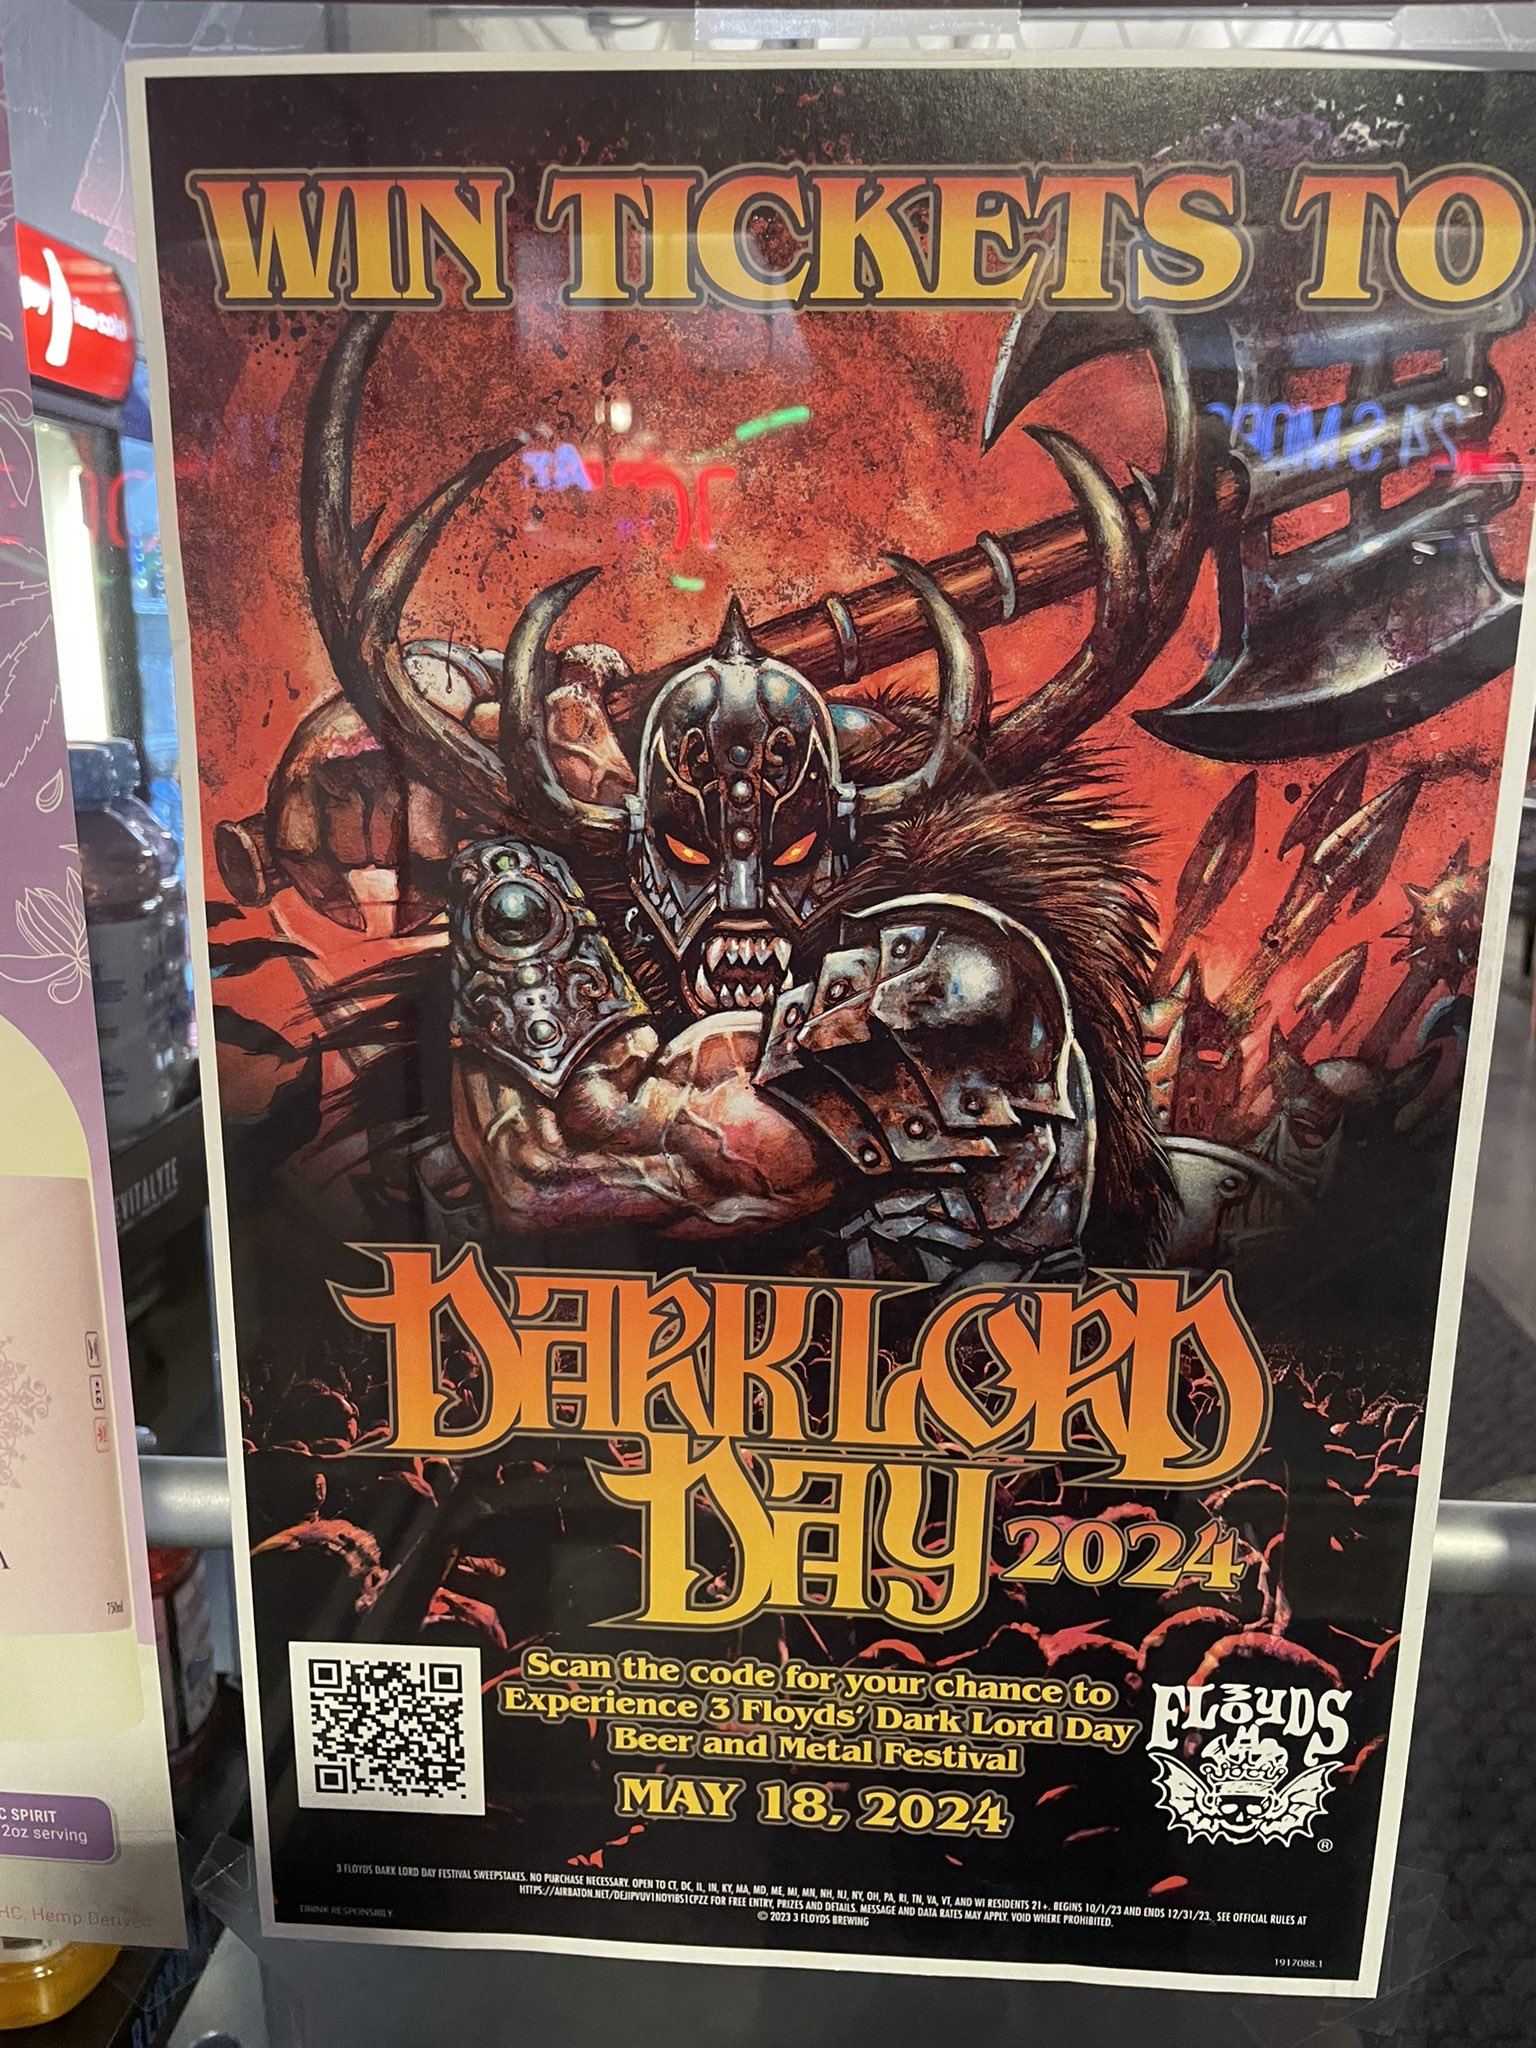 WIN TICKETS TO
DARK LORD
DAY 2024
Scan the code for your chance to
Experience 3 Floyds' Dark Lord Day
Beer and Metal Festival
MAY 18, 2024
3 FLOYDS
®
3 FLOYDS DARK LORD DAY FESTIVAL SWEEPSTAKES. NO PURCHASE NECESSARY. OPEN TO CT, DC, IL, IN, KY, MA, MD, ME, MI, MN, NH, NJ, NY, OH, PA, RI, TN, VA, VT, AND WI RESIDENTS 21+. BEGINS 10/1/23 AND ENDS 12/31/23. SEE OFFICIAL RULES AT
FOR FREE ENTRY, PRIZES AND DETAILS. MESSAGE AND DATA RATES MAY APPLY. VOID WHERE PROHIBITED.
DRINK RESPONSIBLY.
© 2023 3 FLOYDS BREWING
1917088.1
21+
750ml
C SPIRIT
2oz serving
HC, Hemp Derived